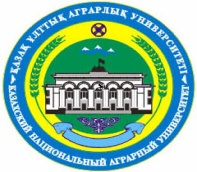 ҚАЗАҚ ҰЛТТЫҚ АГРАРЛЫҚ УНИВЕРСИТЕТІ
КАЗАХСКИЙ НАЦИОНАЛЬНЫЙ АГРАРНЫЙ УНИВЕРСИТЕТ